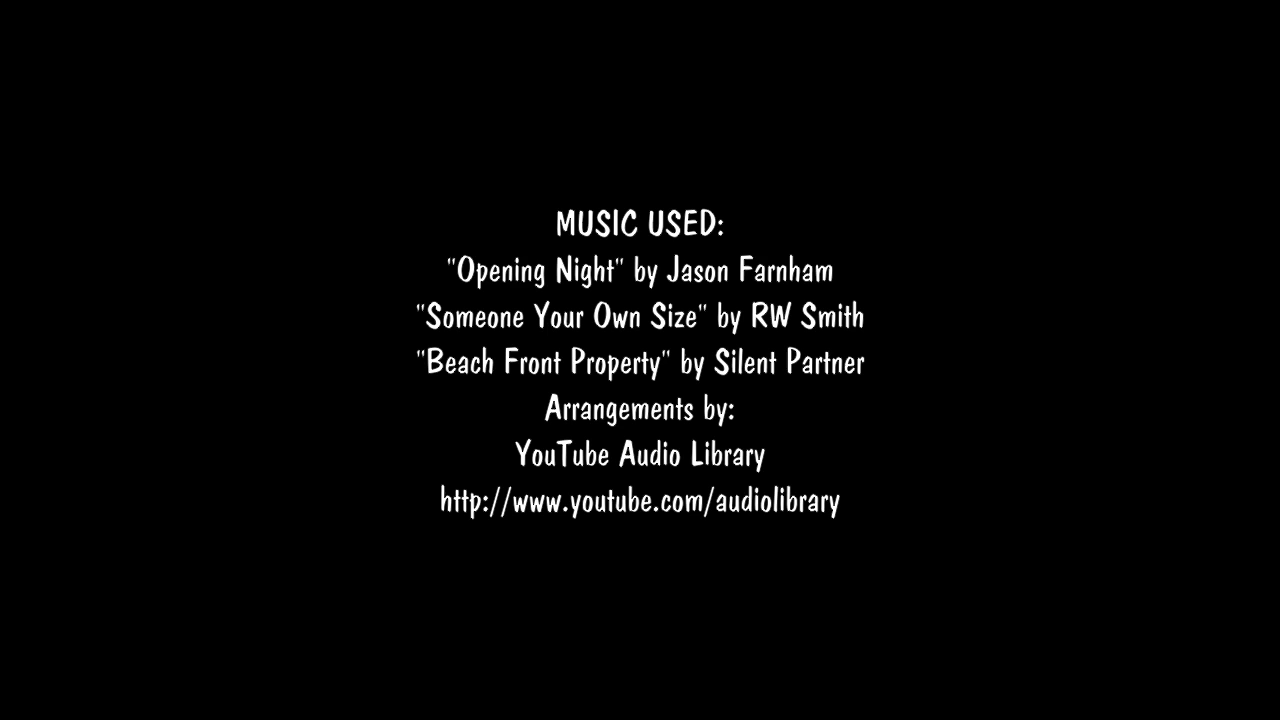 MUSIC USED:
"Opening Night" by Jason Farnham
"Someone Your Own Size" by RW Smith
"Beach Front Property" by Silent Partner
Arrangements by:
YouTube Audio Library
http://www.youtube.com/audiolibrary